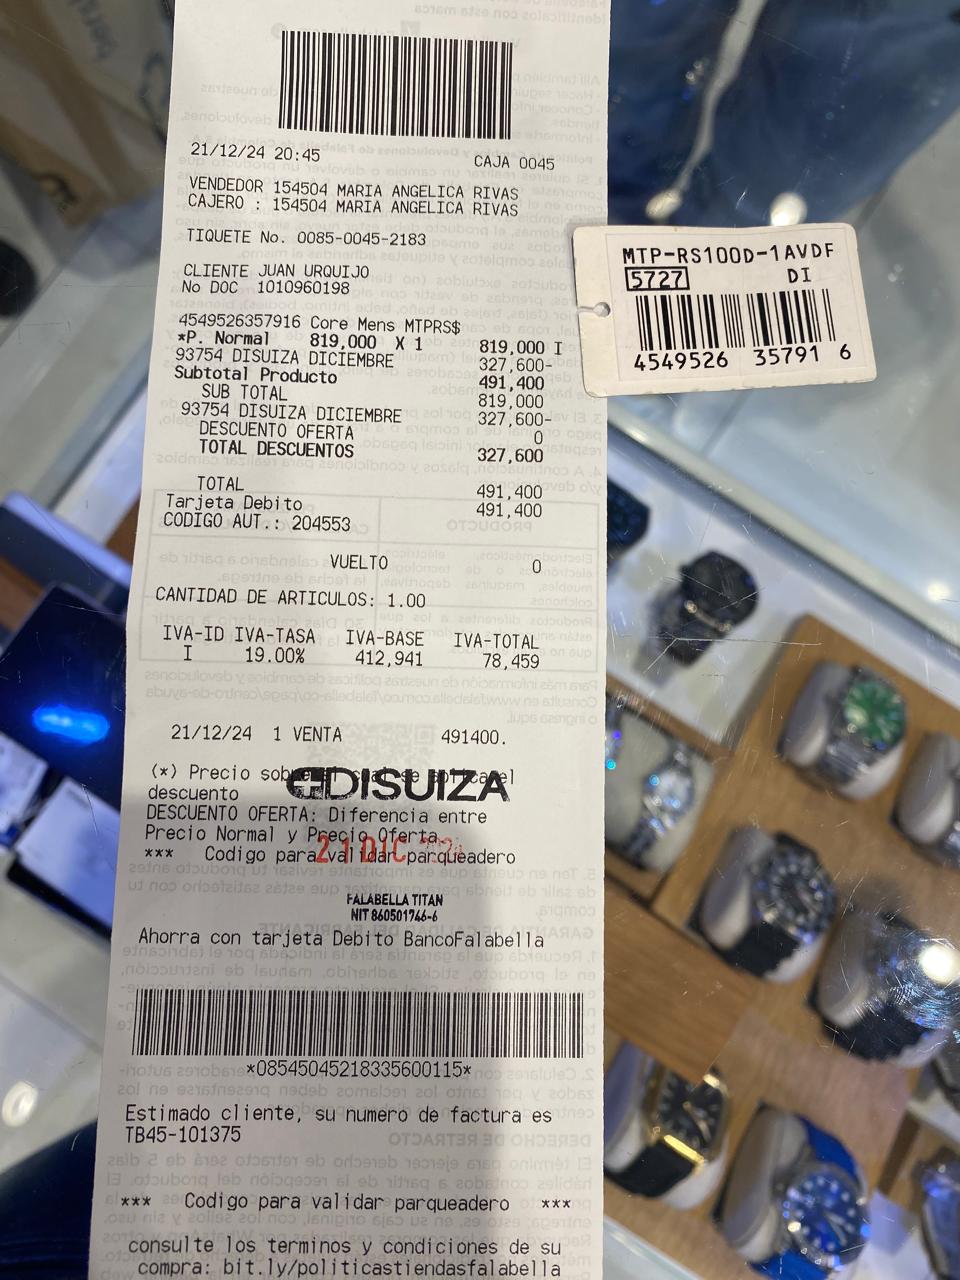 21/12/24 20:45 CAJA 0045
VENDEDOR 154504 MARIA ANGELICA RIVAS
CAJERO : 154504 MARIA ANGELICA RIVAS
TIQUETE No. 0085-0045-2183
CLIENTE JUAN URQUIJO
No DOC : 1010960198
4549526357916 Core Mens MTPRS$
*P. Normal 819,000 X 1 819,000 I
93754 DISUIZA DICIEMBRE 327,600-
Subtotal Producto 491,400
SUB TOTAL 819,000
93754 DISUIZA DICIEMBRE 327,600-
DESCUENTO OFERTA 0
TOTAL DESCUENTOS 327,600
TOTAL 491,400
Tarjeta Debito 491,400
CODIGO AUT.: 204553
VUELTO 0
CANTIDAD DE ARTICULOS: 1.00
IVA-ID IVA-TASA IVA-BASE IVA-TOTAL
I 19.00% 412,941 78,459
21/12/24 1 VENTA 491400.
(*) Precio sobre el cual se aplica el
descuento
DISUIZA
DESCUENTO OFERTA: Diferencia entre
Precio Normal y Precio Oferta
21 DIC 2024
*** Codigo para validar parqueadero
FALABELLA TITAN
NIT 860501746-6
Ahorra con tarjeta Debito BancoFalabella
*08545045218335600115*
Estimado cliente, su numero de factura es
TB45-101375
*** Codigo para validar parqueadero ***
consulte los terminos y condiciones de su
compra: bit.ly/politicastiendasfalabella
MTP-RS100D-1AVDF
5727 DI
4549526 35791 6